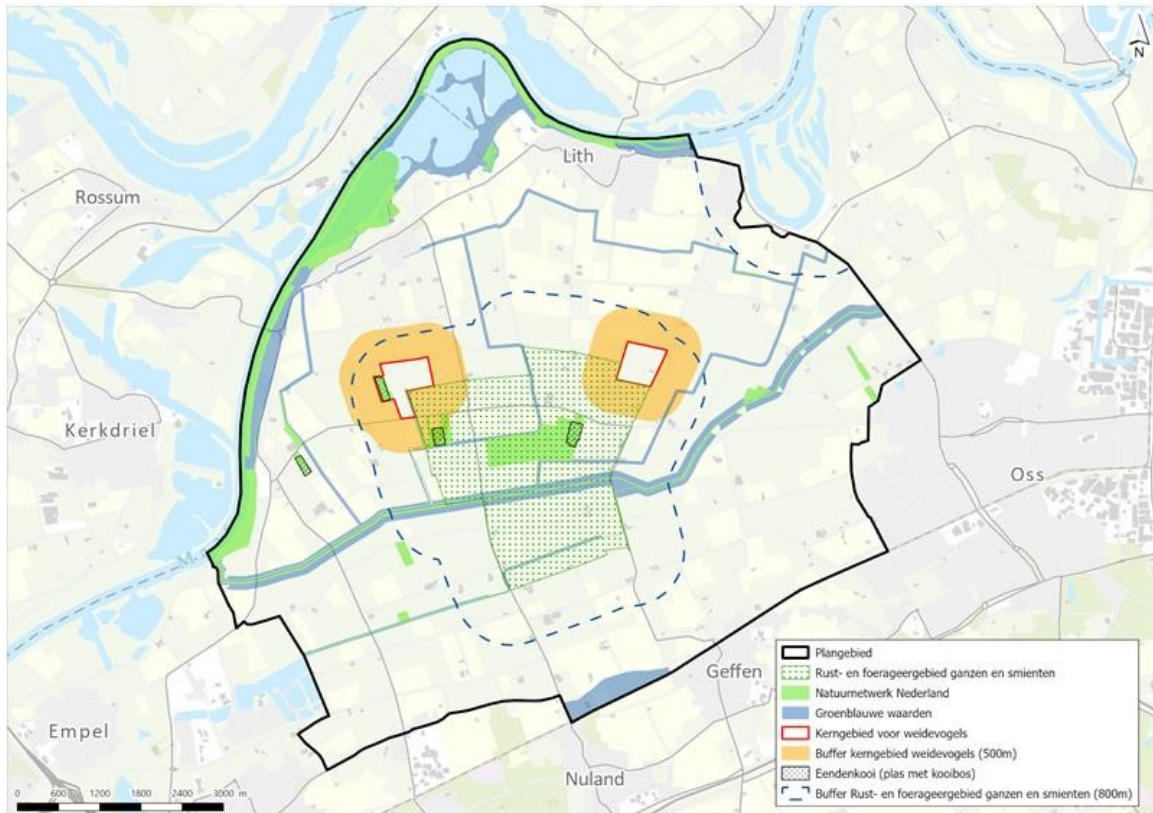 N
Lith
Rossum
Kerkdriel
Oss
Geffen
Empel
Nuland
Plangebied
Rust- en foerageergebied ganzen en smienten
Natuurnetwerk Nederland
Groenblauwe waarden
Kerngebied voor weidevogels
Buffer kerngebied weidevogels (500m)
Eendenkooi (plas met kooibos)
Buffer Rust- en foerageergebied ganzen en smienten (800m)
0 600 1200 1800 2400 3000 m